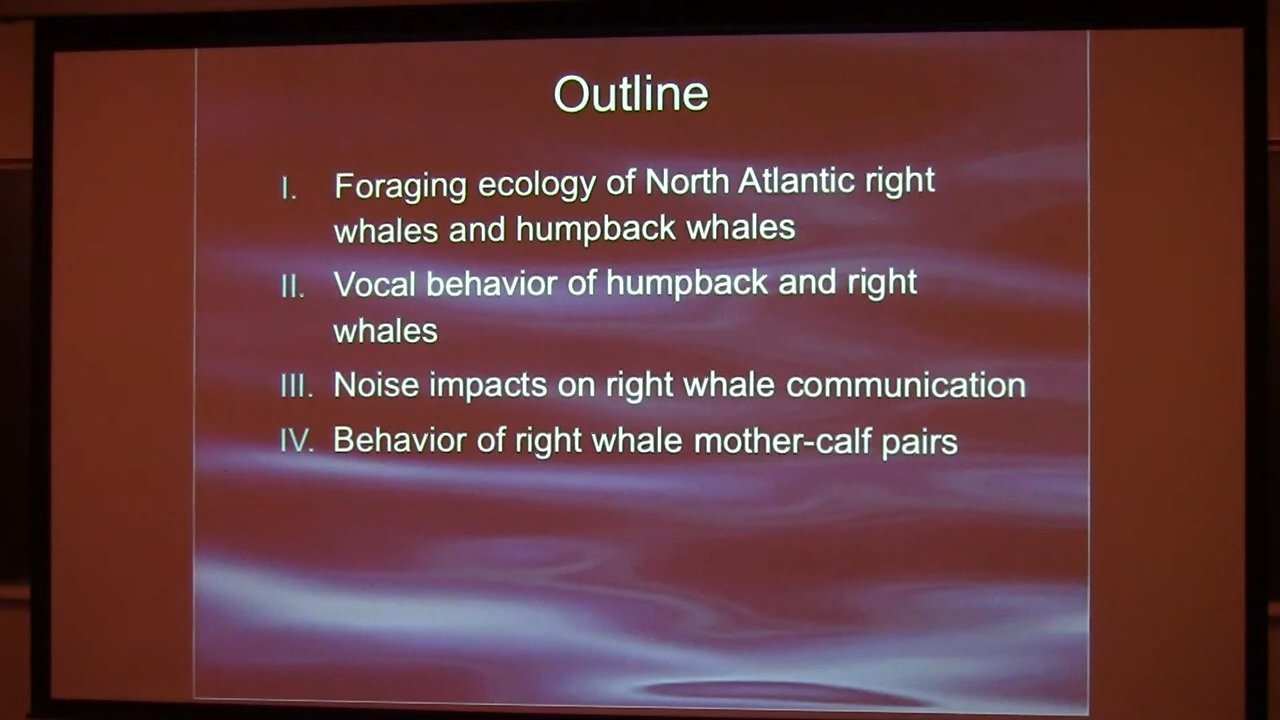 Outline
I. Foraging ecology of North Atlantic right
whales and humpback whales
II. Vocal behavior of humpback and right
whales
III. Noise impacts on right whale communication
IV. Behavior of right whale mother-calf pairs